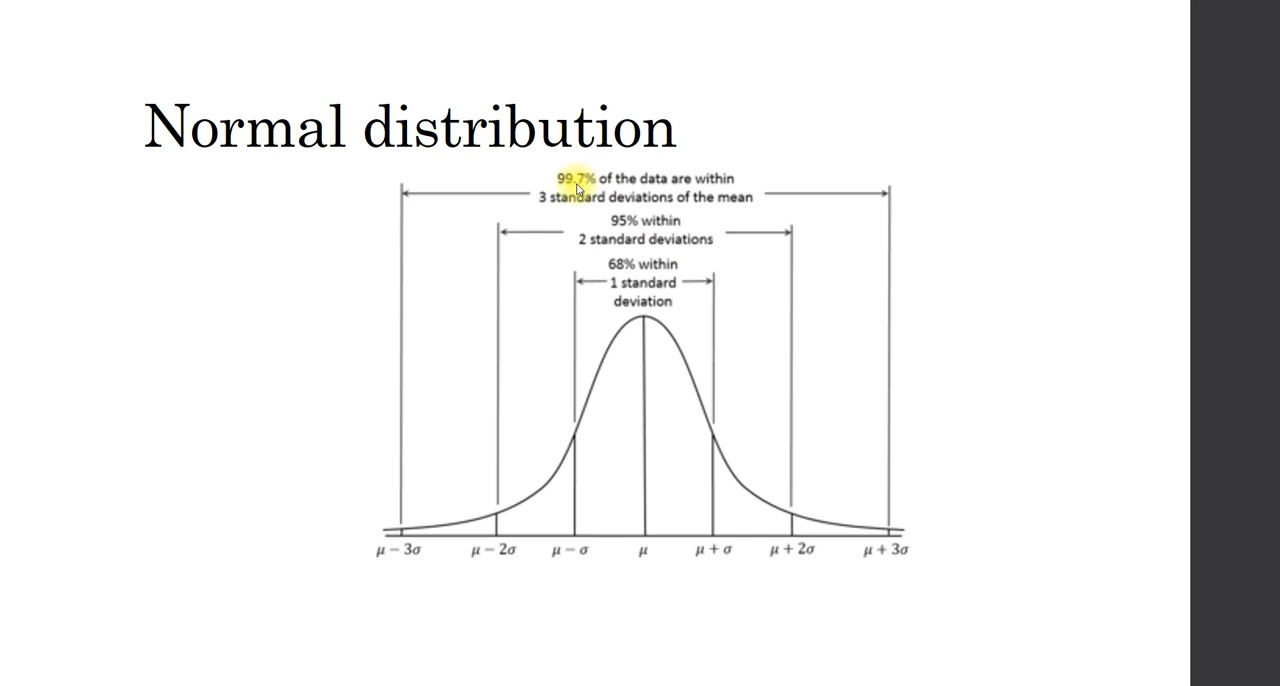 Normal distribution
99.7% of the data are within
3 standard deviations of the mean
95% within
2 standard deviations
68% within
1 standard
deviation
μ − 3σ μ − 2σ μ − σ μ μ + σ μ + 2σ μ + 3σ